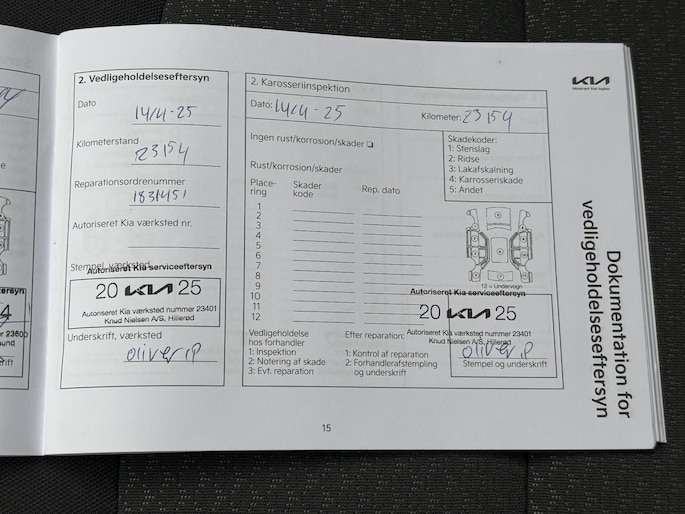 2. Vedligeholdelseseftersyn
Dato
14/4-25
Kilometerstand
23154
Reparationsordrenummer
1831451
Autoriseret Kia værksted nr.
Stempel, værksted
Autoriseret Kia serviceeftersyn
20 KIA 25
Autoriseret Kia værksted nummer 23401
Knud Nielsen A/S, Hillerød
Underskrift, værksted
oliver P
2. Karosseriinspektion
Dato: 14/4-25
Kilometer: 23154
Ingen rust/korrosion/skader
Rust/korrosion/skader
Place-
ring
Skader
kode
Rep. dato
1
2
3
4
5
6
7
8
9
10
11
12
Skadekoder:
1: Stenslag
2: Ridse
3: Lakafskalning
4: Karrosseriskade
5: Andet
12 = Undervogn
Autoriseret Kia serviceeftersyn
20 KIA 25
Autoriseret Kia værksted nummer 23401
Knud Nielsen A/S, Hillerød
oliver P
Stempel og underskrift
Vedligeholdelse
hos forhandler
1: Inspektion
2: Notering af skade
3: Evt. reparation
Efter reparation:
1: Kontrol af reparation
2: Forhandlerafstempling
og underskrift
15
KIA
Dokumentation for
vedligeholdelseseftersyn